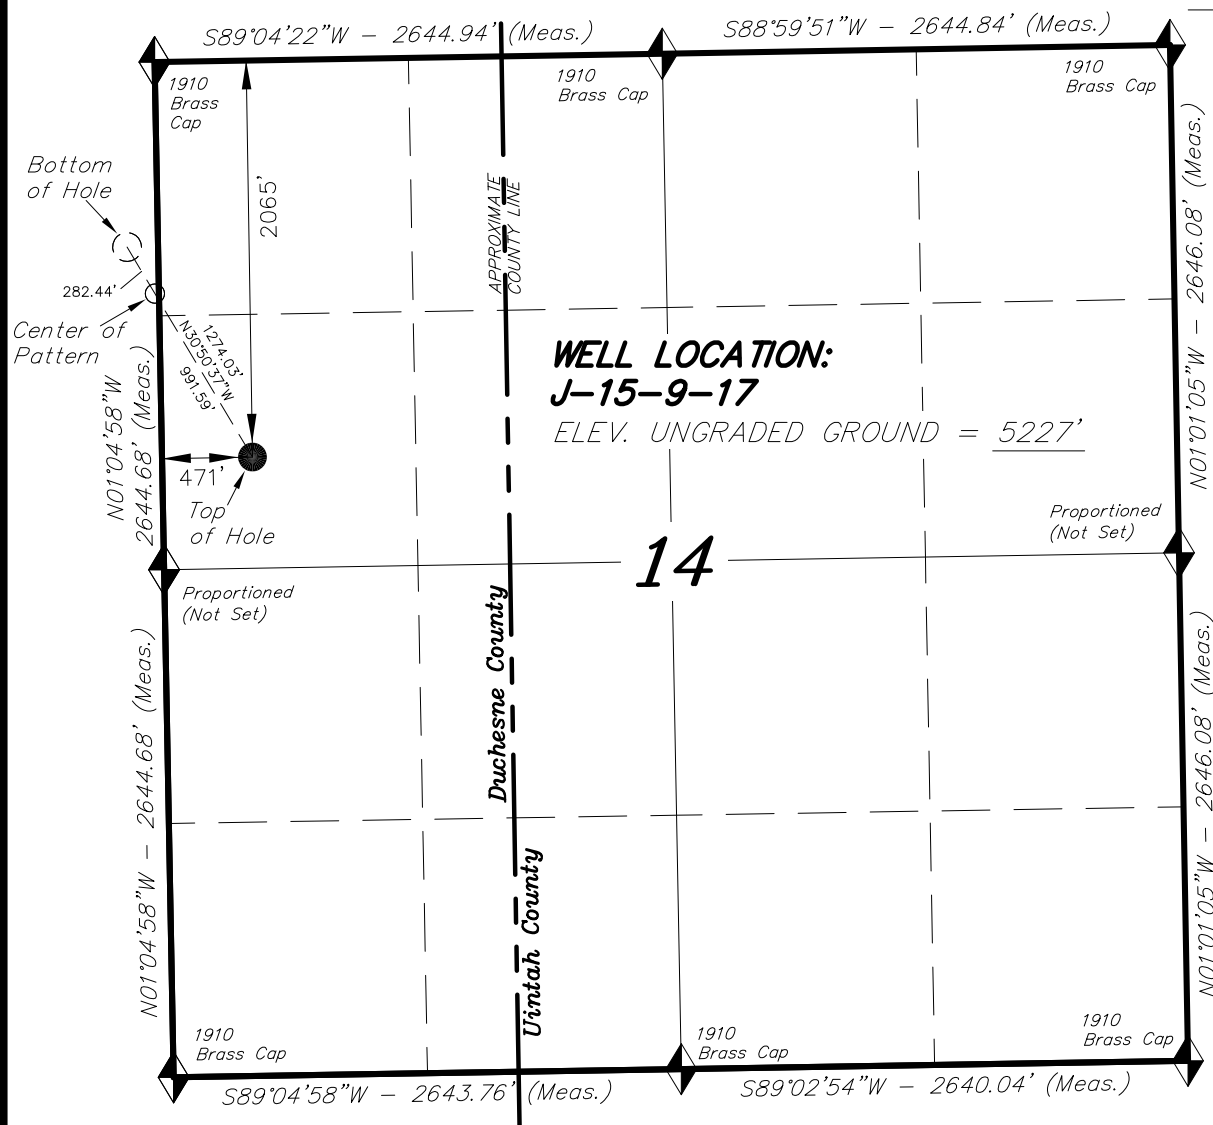 S89°04'22"W - 2644.94' (Meas.)
S88°59'51"W - 2644.84' (Meas.)
1910
Brass
Cap
1910
Brass Cap
1910
Brass Cap
Bottom
of Hole
2065'
APPROXIMATE
COUNTY LINE
N01°01'05"W - 2646.08' (Meas.)
282.44'
Center of
Pattern
1274.03'
N30°50'37"W
991.59'
WELL LOCATION:
J-15-9-17
ELEV. UNGRADED GROUND = 5227'
N01°04'58"W
2644.68' (Meas.)
471'
Top
of Hole
Proportioned
(Not Set)
14
Proportioned
(Not Set)
Duchesne County
Uintah County
N01°04'58"W - 2644.68' (Meas.)
N01°01'05"W - 2646.08' (Meas.)
1910
Brass Cap
1910
Brass Cap
1910
Brass Cap
S89°04'58"W - 2643.76' (Meas.)
S89°02'54"W - 2640.04' (Meas.)